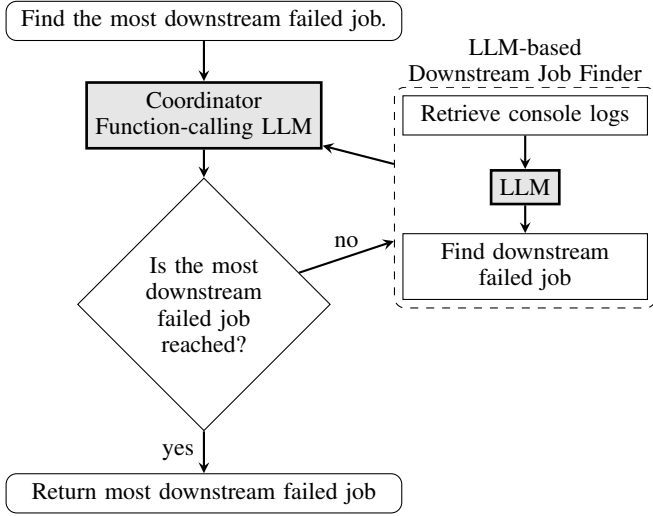 Find the most downstream failed job.
Coordinator
Function-calling LLM
Is the most
downstream
failed job
reached?
yes
Return most downstream failed job
no
LLM-based
Downstream Job Finder
Retrieve console logs
LLM
Find downstream
failed job